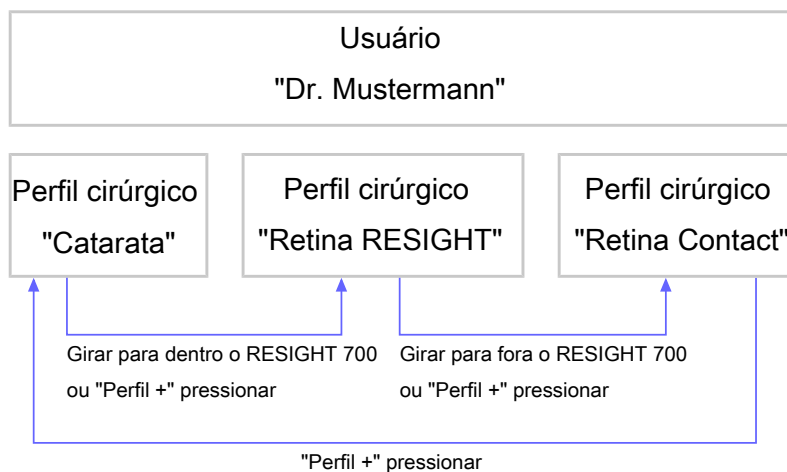 Usuário
"Dr. Mustermann"
Perfil cirúrgico
"Catarata"
Perfil cirúrgico
"Retina RESIGHT"
Perfil cirúrgico
"Retina Contact"
Girar para dentro o RESIGHT 700
ou "Perfil +" pressionar
Girar para fora o RESIGHT 700
ou "Perfil +" pressionar
"Perfil +" pressionar